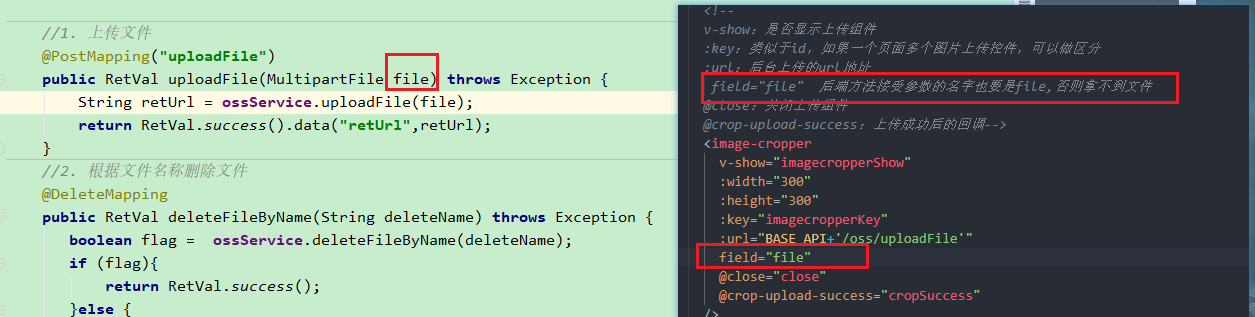 //1. 上传文件
@PostMapping("uploadFile")
public RetVal uploadFile(MultipartFile file) throws Exception {
String retUrl = ossService.uploadFile(file);
return RetVal.success().data("retUrl",retUrl);
}
//2. 根据文件名称删除文件
@DeleteMapping
public RetVal deleteFileByName(String deleteName) throws Exception {
boolean flag =  ossService.deleteFileByName(deleteName);
if (flag){
return RetVal.success();
}else {
<!--
v-show：是否显示上传组件
:key：类似于id，如果一个页面多个图片上传控件，可以做区分
:url：后台上传的url地址
field="file"  后端方法接受参数的名字也要是file,否则拿不到文件
@close：关闭上传组件
@crop-upload-success：上传成功后的回调-->
<image-cropper
v-show="imagecropperShow"
:width="300"
:height="300"
:key="imagecropperKey"
:url="BASE_API+'/oss/uploadFile'"
field="file"
@close="close"
@crop-upload-success="cropSuccess"
/>